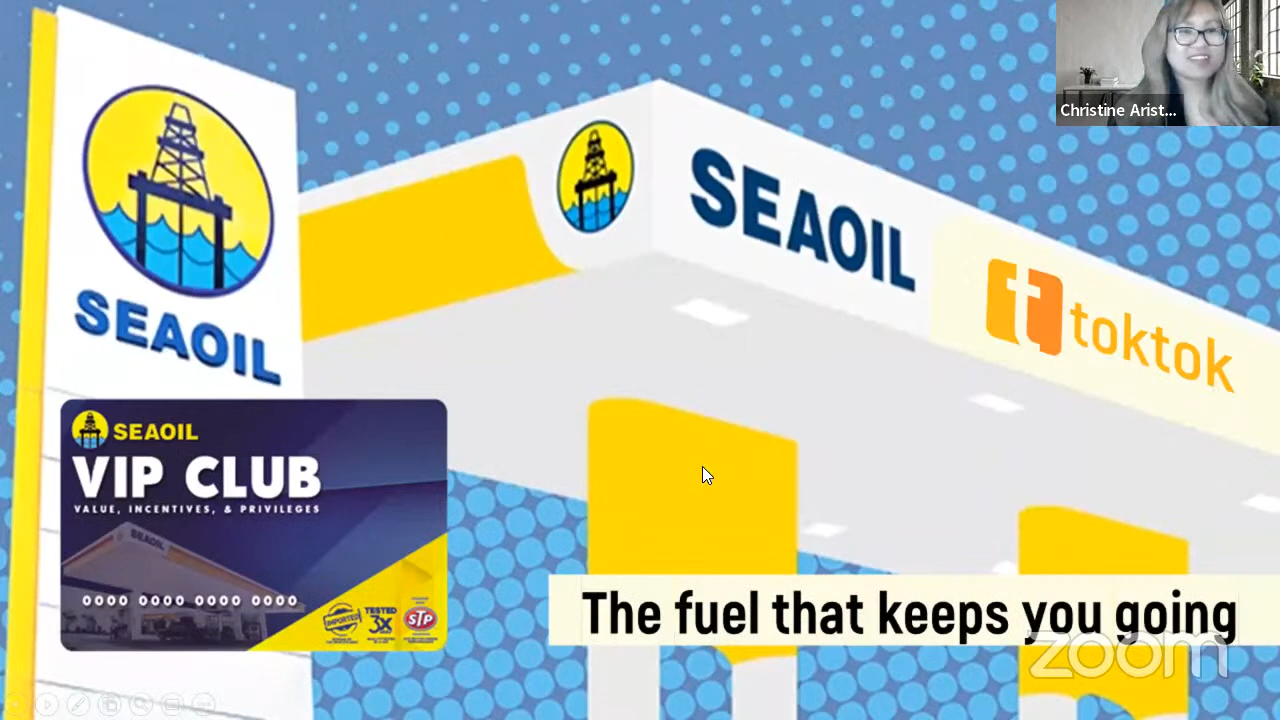 Christine Arist...
SEAOIL
SEAOIL
toktok
SEAOIL
VIP CLUB
VALUE, INCENTIVES, & PRIVILEGES
SEAOIL
0000 0000 0000 0000
IMPORTED
TESTED
3X
STP
The fuel that keeps you going
zoom